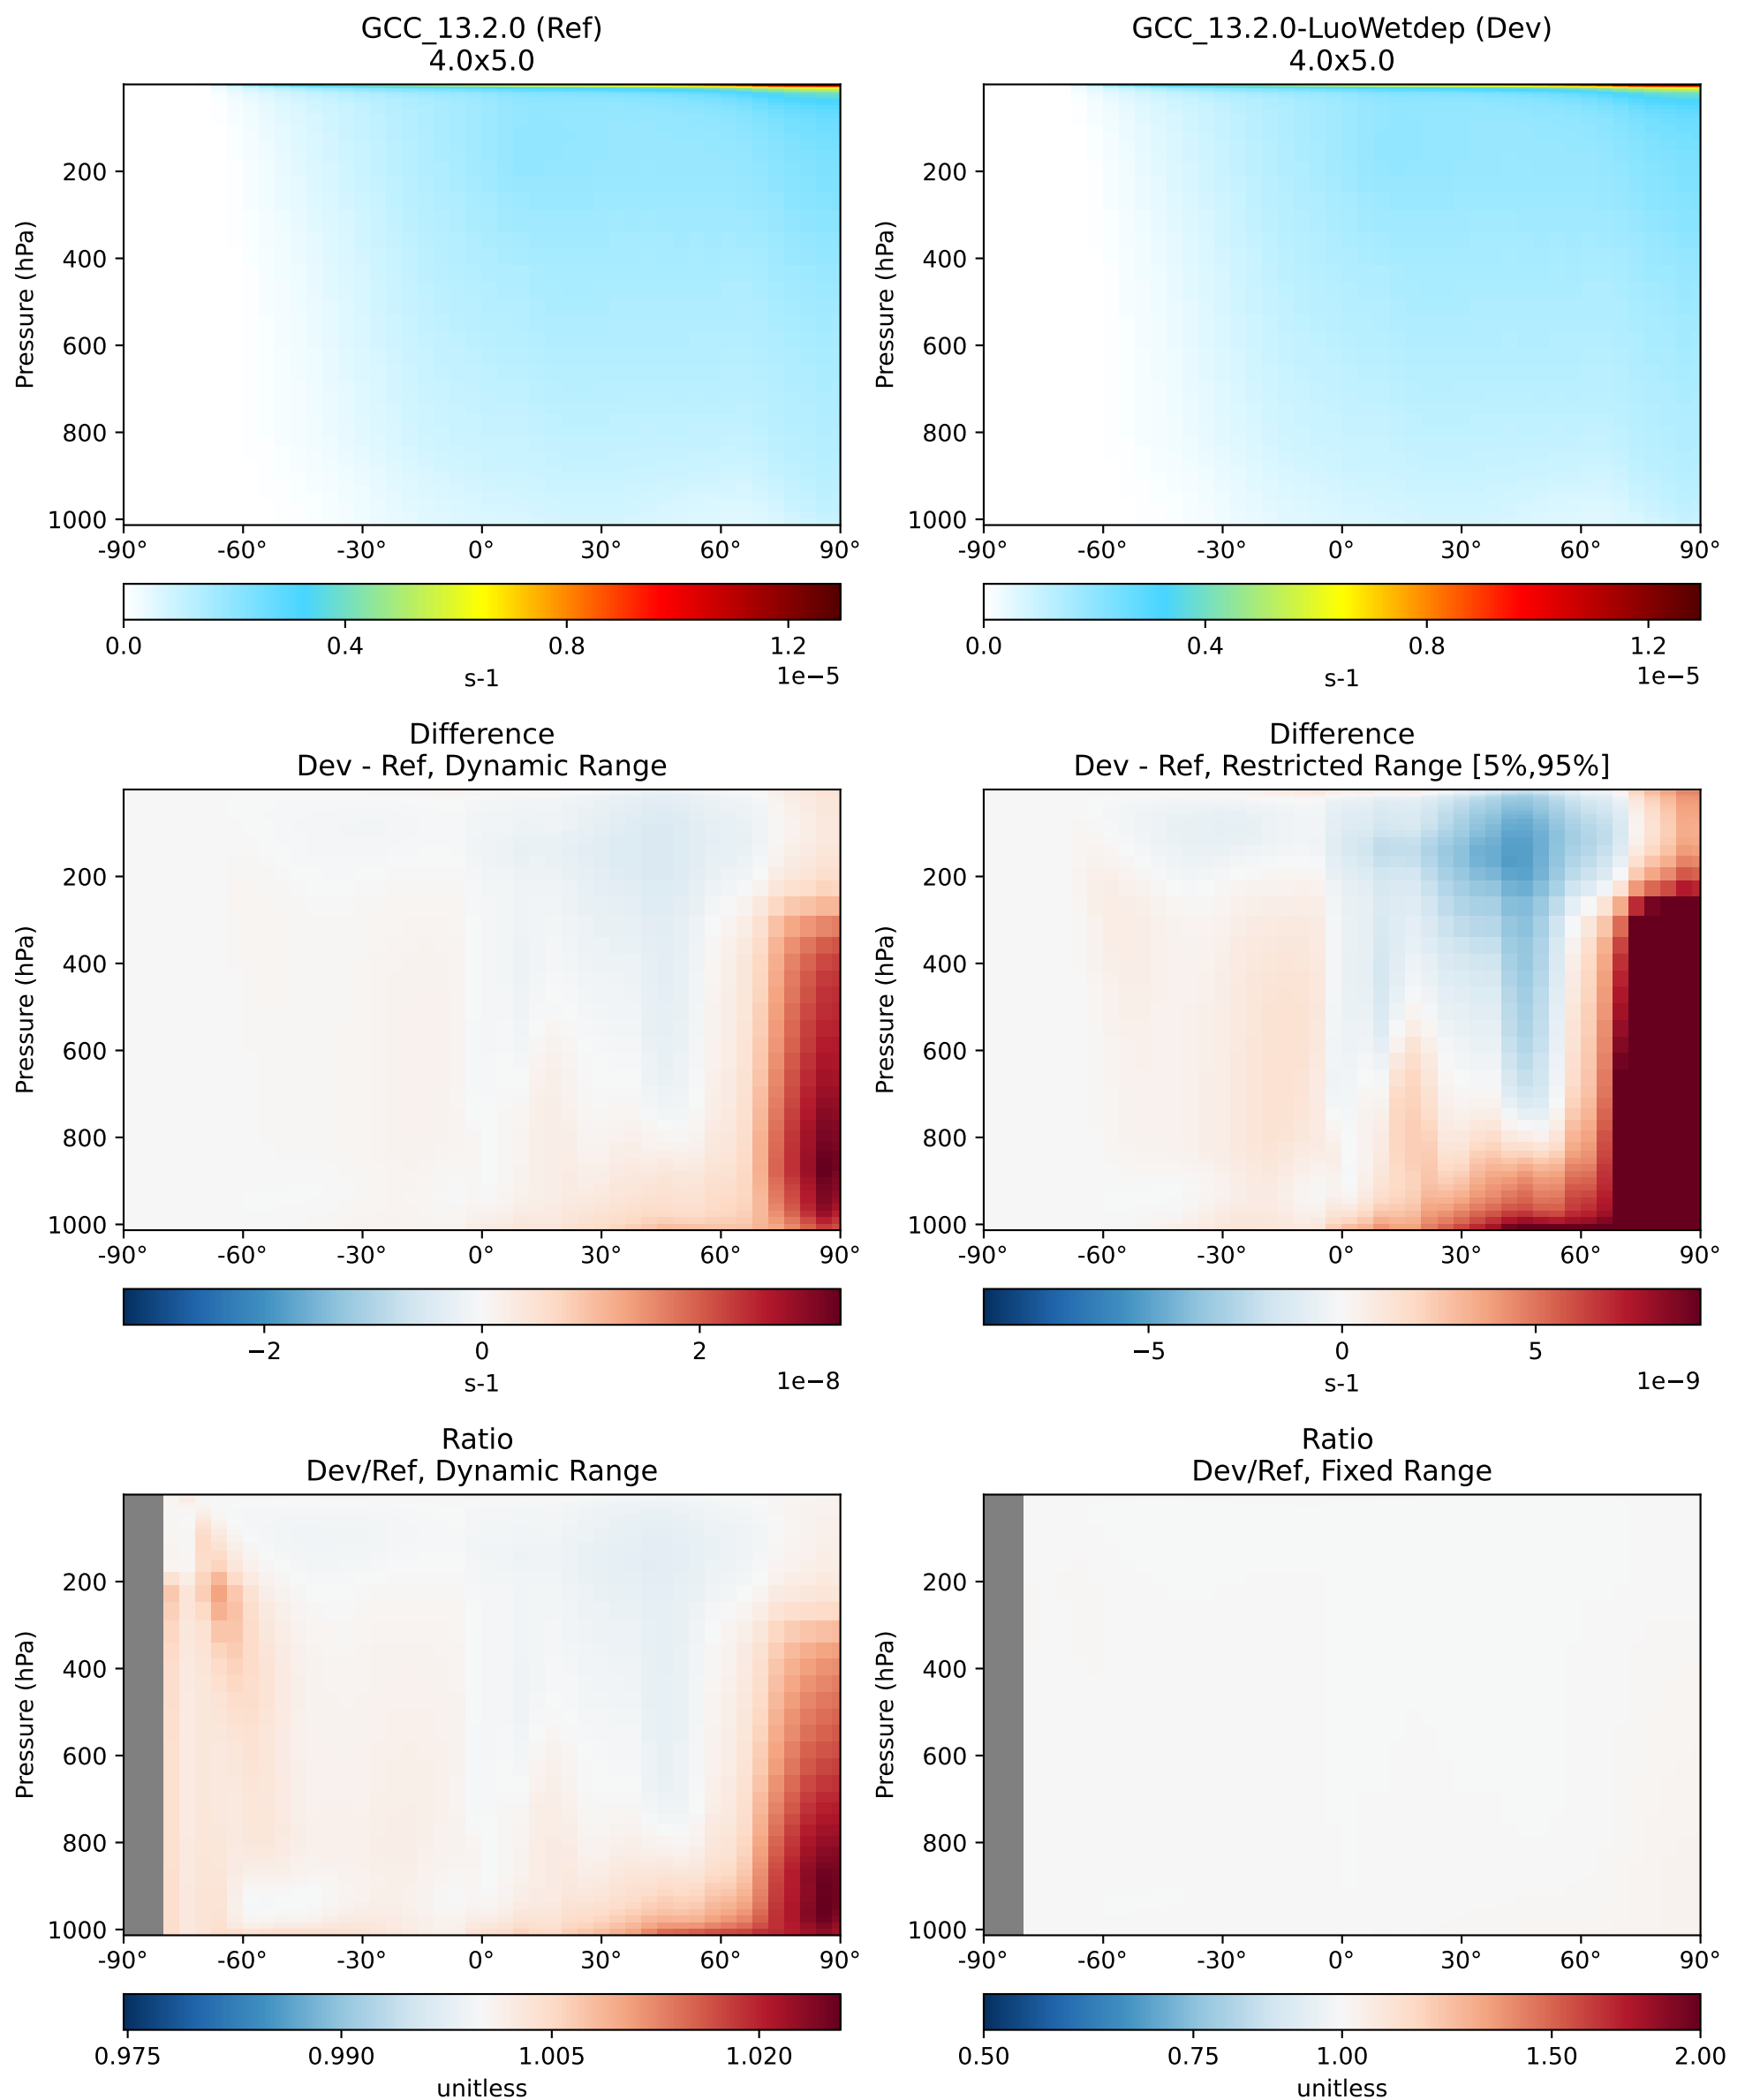 GCC_13.2.0 (Ref)
4.0x5.0
Pressure (hPa)
200
400
600
800
1000
-90° -60° -30° 0° 30° 60° 90°
0.0 0.4 0.8 1.2
1e−5
s-1
GCC_13.2.0-LuoWetdep (Dev)
4.0x5.0
Pressure (hPa)
200
400
600
800
1000
-90° -60° -30° 0° 30° 60° 90°
0.0 0.4 0.8 1.2
1e−5
s-1
Difference
Dev - Ref, Dynamic Range
Pressure (hPa)
200
400
600
800
1000
-90° -60° -30° 0° 30° 60° 90°
−2 0 2
1e−8
s-1
Difference
Dev - Ref, Restricted Range [5%,95%]
Pressure (hPa)
200
400
600
800
1000
-90° -60° -30° 0° 30° 60° 90°
−5 0 5
1e−9
s-1
Ratio
Dev/Ref, Dynamic Range
Pressure (hPa)
200
400
600
800
1000
-90° -60° -30° 0° 30° 60° 90°
0.975 0.990 1.005 1.020
unitless
Ratio
Dev/Ref, Fixed Range
Pressure (hPa)
200
400
600
800
1000
-90° -60° -30° 0° 30° 60° 90°
0.50 0.75 1.00 1.50 2.00
unitless